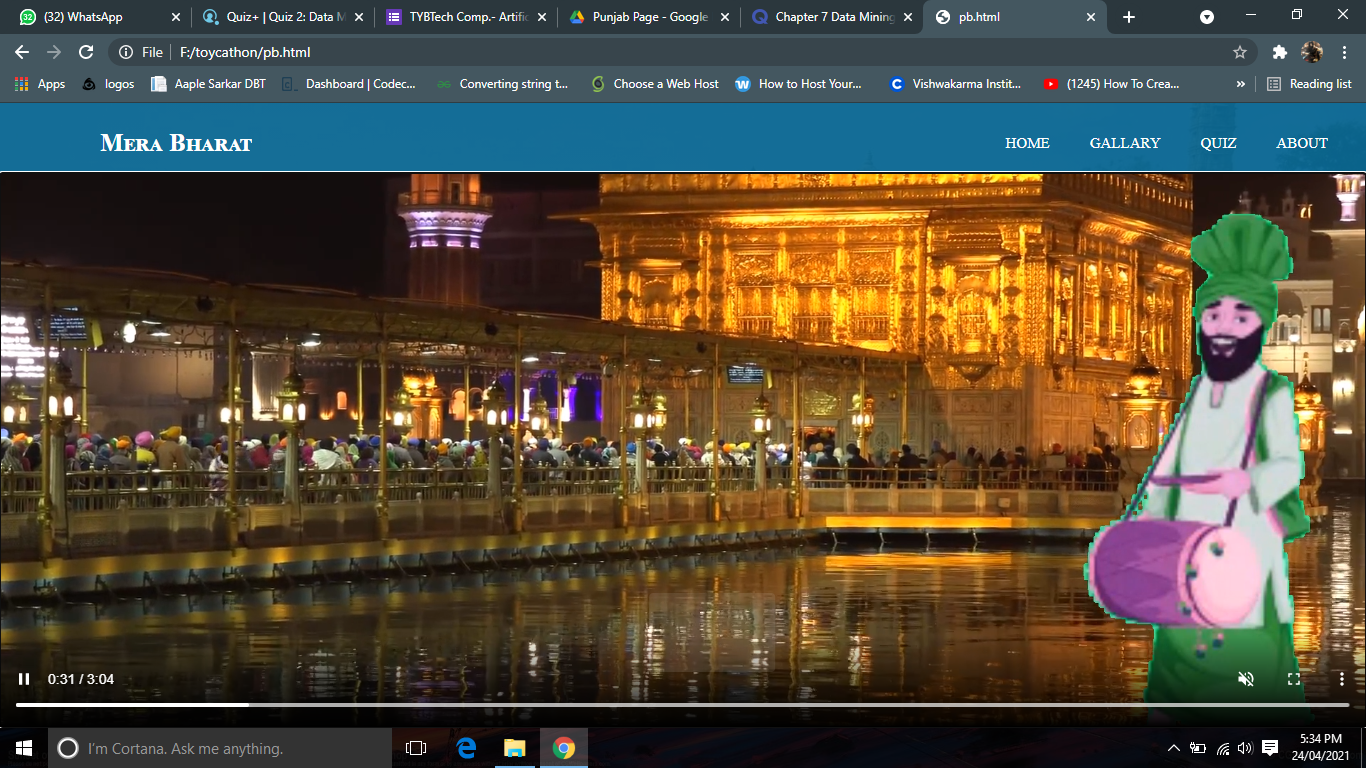 (32) WhatsApp
Quiz+ | Quiz 2: Data M
TYBTech Comp.- Artific
Punjab Page - Google
Chapter 7 Data Mining
pb.html
File | F:/toycathon/pb.html
Apps
logos
Aaple Sarkar DBT
Dashboard | Codec...
Converting string t...
Choose a Web Host
How to Host Your...
Vishwakarma Instit...
(1245) How To Crea...
»
Reading list
Mera Bharat
HOME
GALLARY
QUIZ
ABOUT
0:31 / 3:04
I'm Cortana. Ask me anything.
5:34 PM
24/04/2021